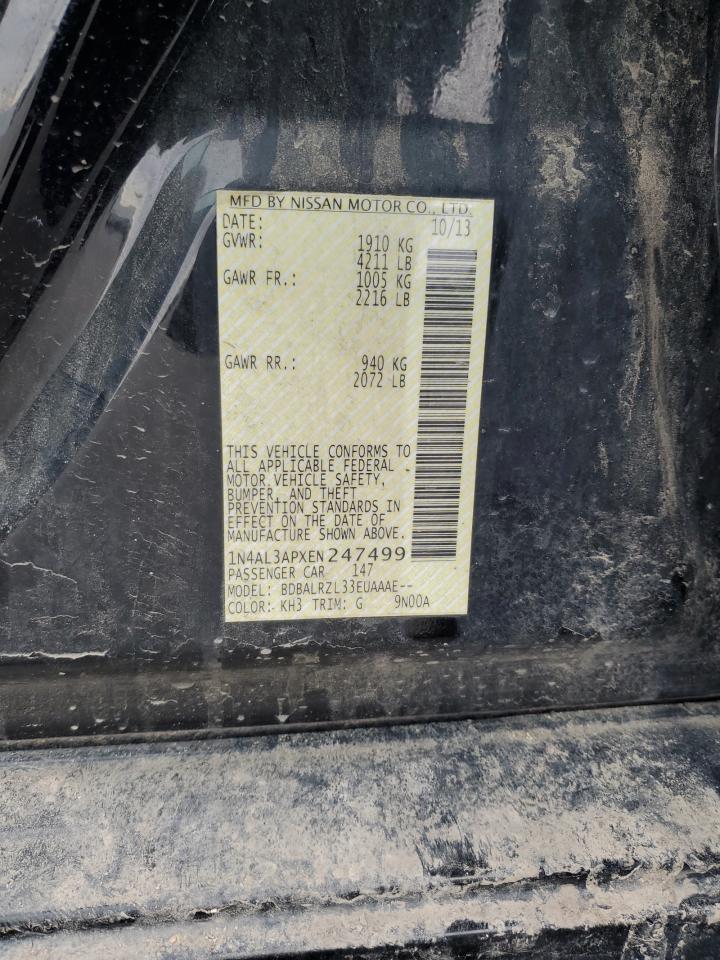 MFD BY NISSAN MOTOR CO., LTD.
DATE: 10/13
GVWR: 1910 KG
4211 LB
GAWR FR.: 1005 KG
2216 LB
GAWR RR.: 940 KG
2072 LB
THIS VEHICLE CONFORMS TO
ALL APPLICABLE FEDERAL
MOTOR VEHICLE SAFETY,
BUMPER, AND THEFT
PREVENTION STANDARDS IN
EFFECT ON THE DATE OF
MANUFACTURE SHOWN ABOVE.
1N4AL3APXEN247499
PASSENGER CAR 147
MODEL: BDBALRZL33EUAAAE--
COLOR: KH3 TRIM: G 9N00A